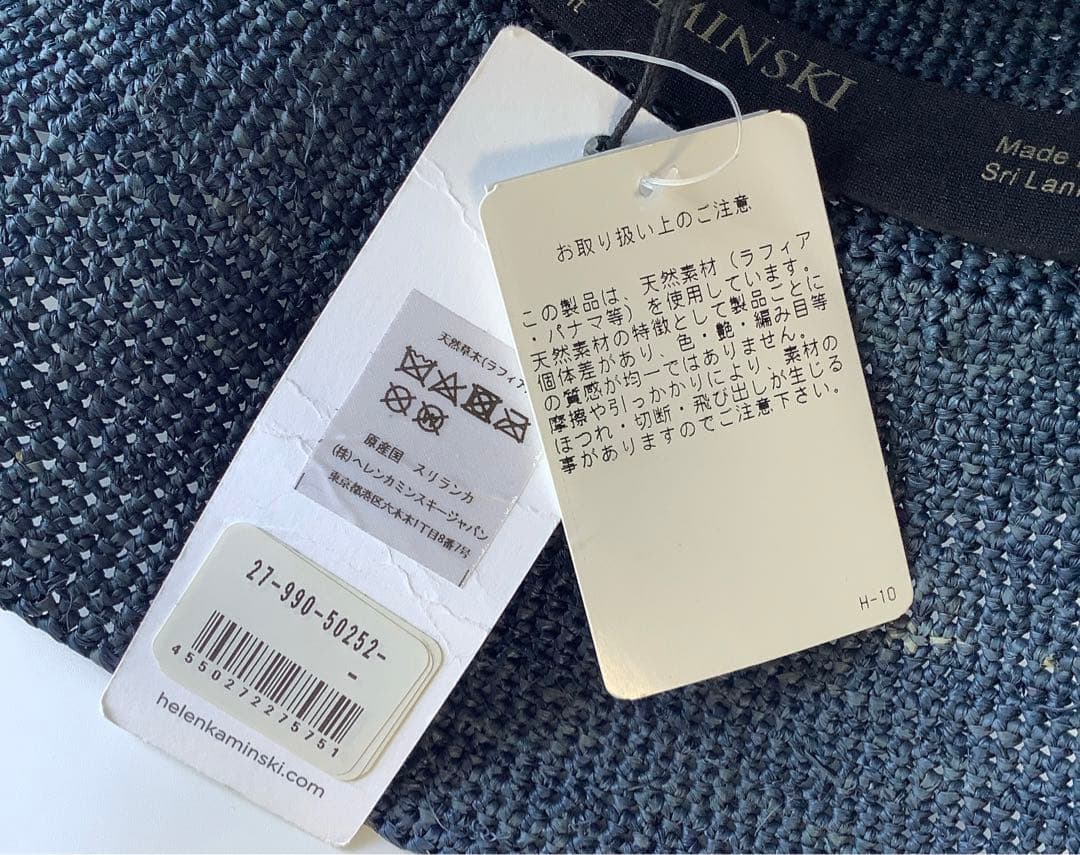 MINSKI
Made
Sri Lan
お取り扱い上のご注意
この製品は、天然素材（ラフィア
・パナマ等）を使用しています。
天然素材の特徴として製品ごとに
個体差があり、色・艶・編み目等
の質感が均一ではありません。
摩擦や引っかかりにより、素材の
ほつれ・切断・飛び出しが生じる
事がありますのでご注意下さい。
H-10
天然草木(ラフィア
原産国 スリランカ
(株)ヘレンカミンスキージャパン
東京都港区六本木1丁目8番7号
27-990-50252-
-
4550272275751
helenkaminski.com